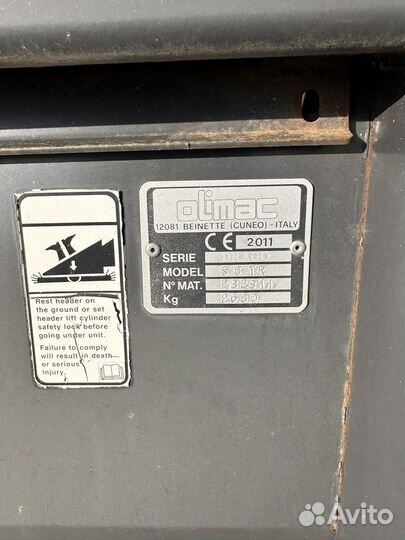 olimac
12081 BEINETTE (CUNEO) - ITALY
CE 2011
SERIE DRAGO
MODEL S 6 TR
N° MAT.
Kg
Rest header on
the ground or set
header lift cylinder
safety lock before
going under unit.
Failure to comply
will result in death
or serious
injury.
Avito